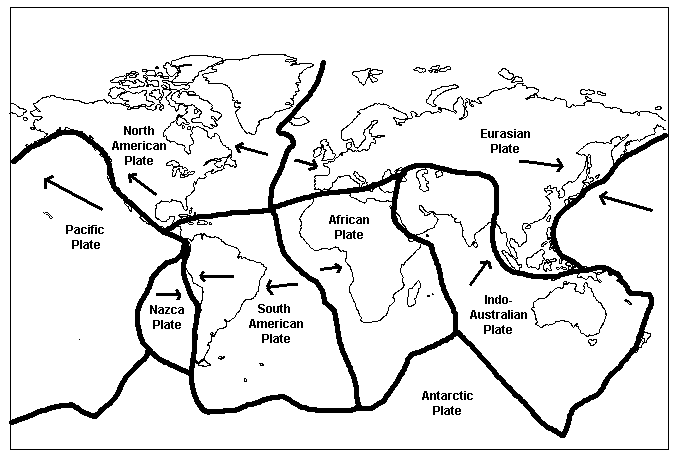 North
American
Plate
Eurasian
Plate
Pacific
Plate
African
Plate
Nazca
Plate
South
American
Plate
Indo-
Australian
Plate
Antarctic
Plate